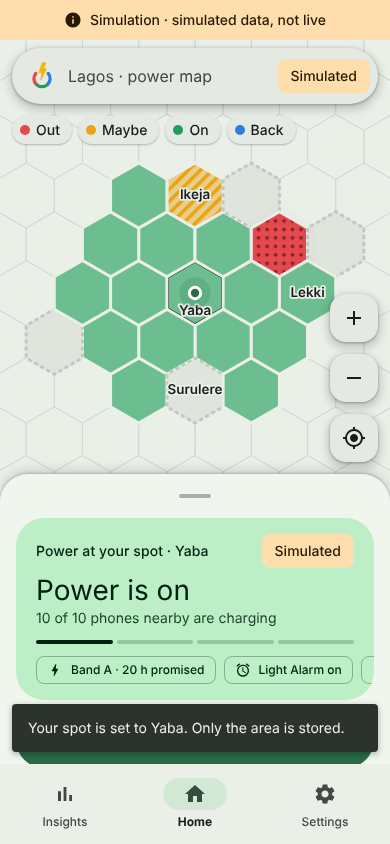 Simulation · simulated data, not live
Lagos · power map
Simulated
Out
Maybe
On
Back
Ikeja
Lekki
Yaba
Surulere
Power at your spot · Yaba
Simulated
Power is on
10 of 10 phones nearby are charging
Band A · 20 h promised
Light Alarm on
Your spot is set to Yaba. Only the area is stored.
Insights
Home
Settings